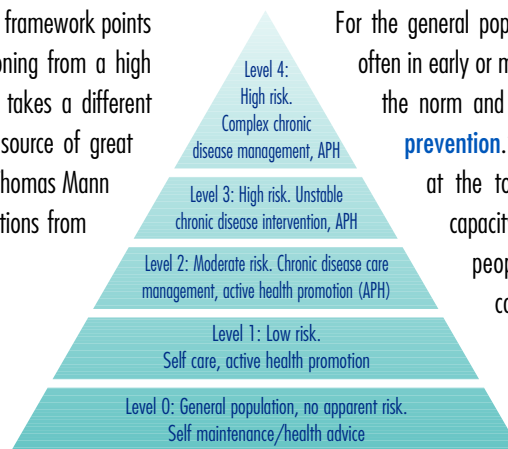 framework points
oning from a high
takes a different
source of great
homas Mann
tions from
Level 4:
High risk.
Complex chronic
disease management, APH
Level 3: High risk. Unstable
chronic disease intervention, APH
Level 2: Moderate risk. Chronic disease care
management, active health promotion (APH)
Level 1: Low risk.
Self care, active health promotion
Level 0: General population, no apparent risk.
Self maintenance/health advice
For the general pop
often in early or m
the norm and
prevention.
at the to
capacit
peop